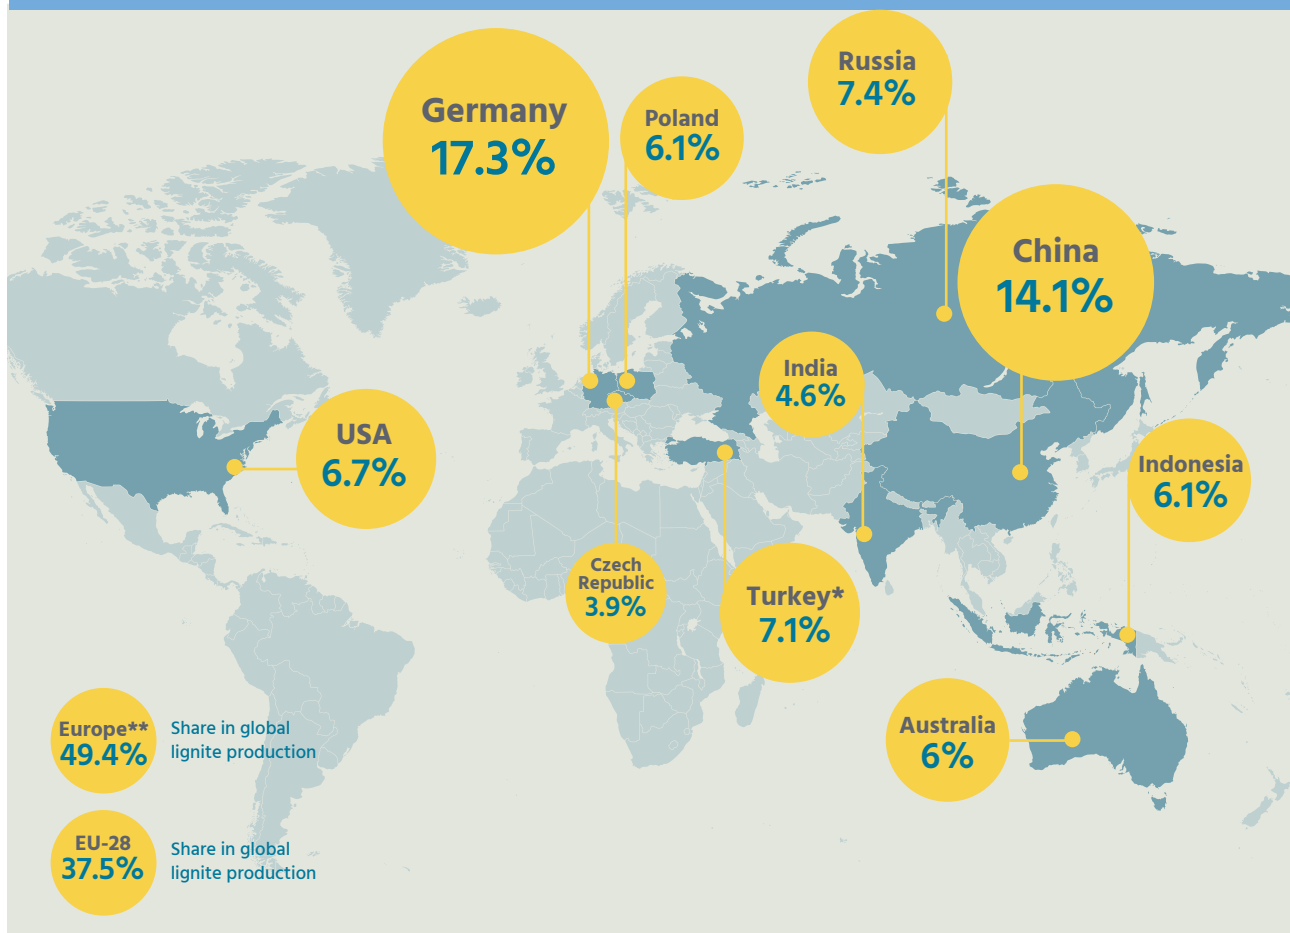 Russia
7.4%
Germany
17.3%
Poland
6.1%
China
14.1%
India
4.6%
USA
6.7%
Indonesia
6.1%
Czech
Republic
3.9%
Turkey*
7.1%
Australia
6%
Europe**
49.4%
Share in global
lignite production
EU-28
37.5%
Share in global
lignite production